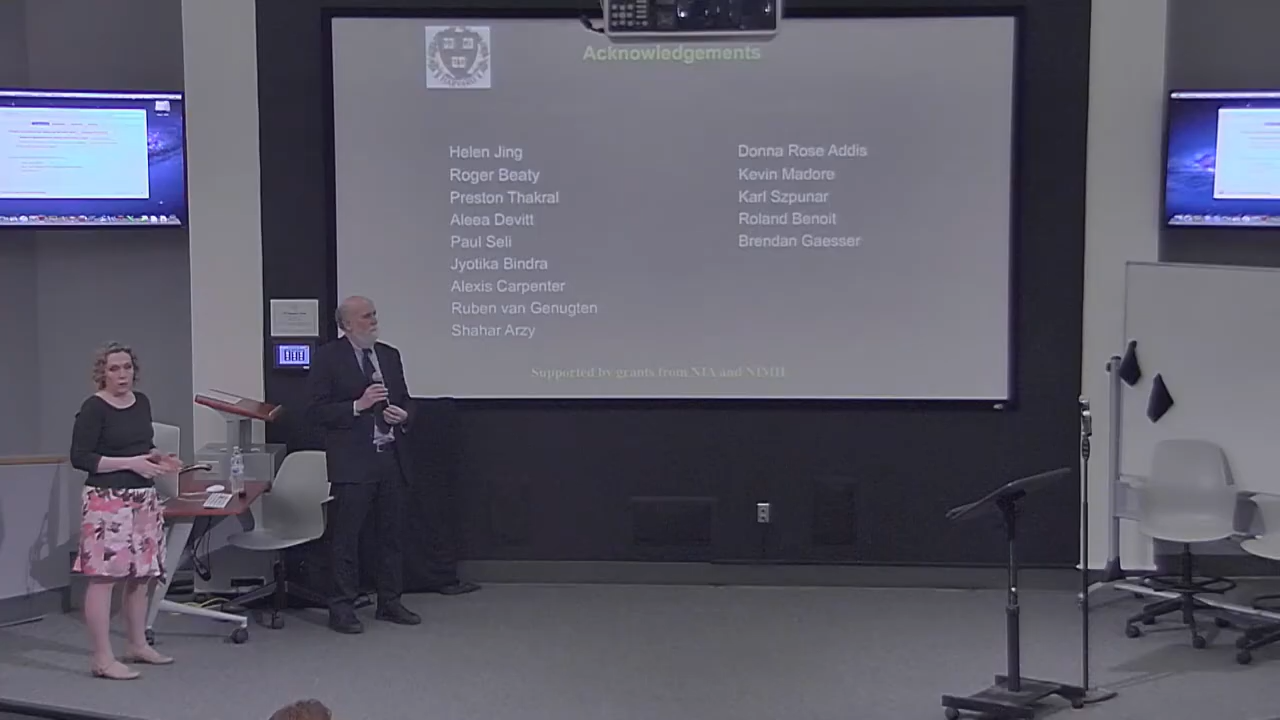 Acknowledgements
HARVARD
Helen Jing
Roger Beaty
Preston Thakral
Aleea Devitt
Paul Seli
Jyotika Bindra
Alexis Carpenter
Ruben van Genugten
Shahar Arzy
Donna Rose Addis
Kevin Madore
Karl Szpunar
Roland Benoit
Brendan Gaesser
Supported by grants from NIA and NIMH